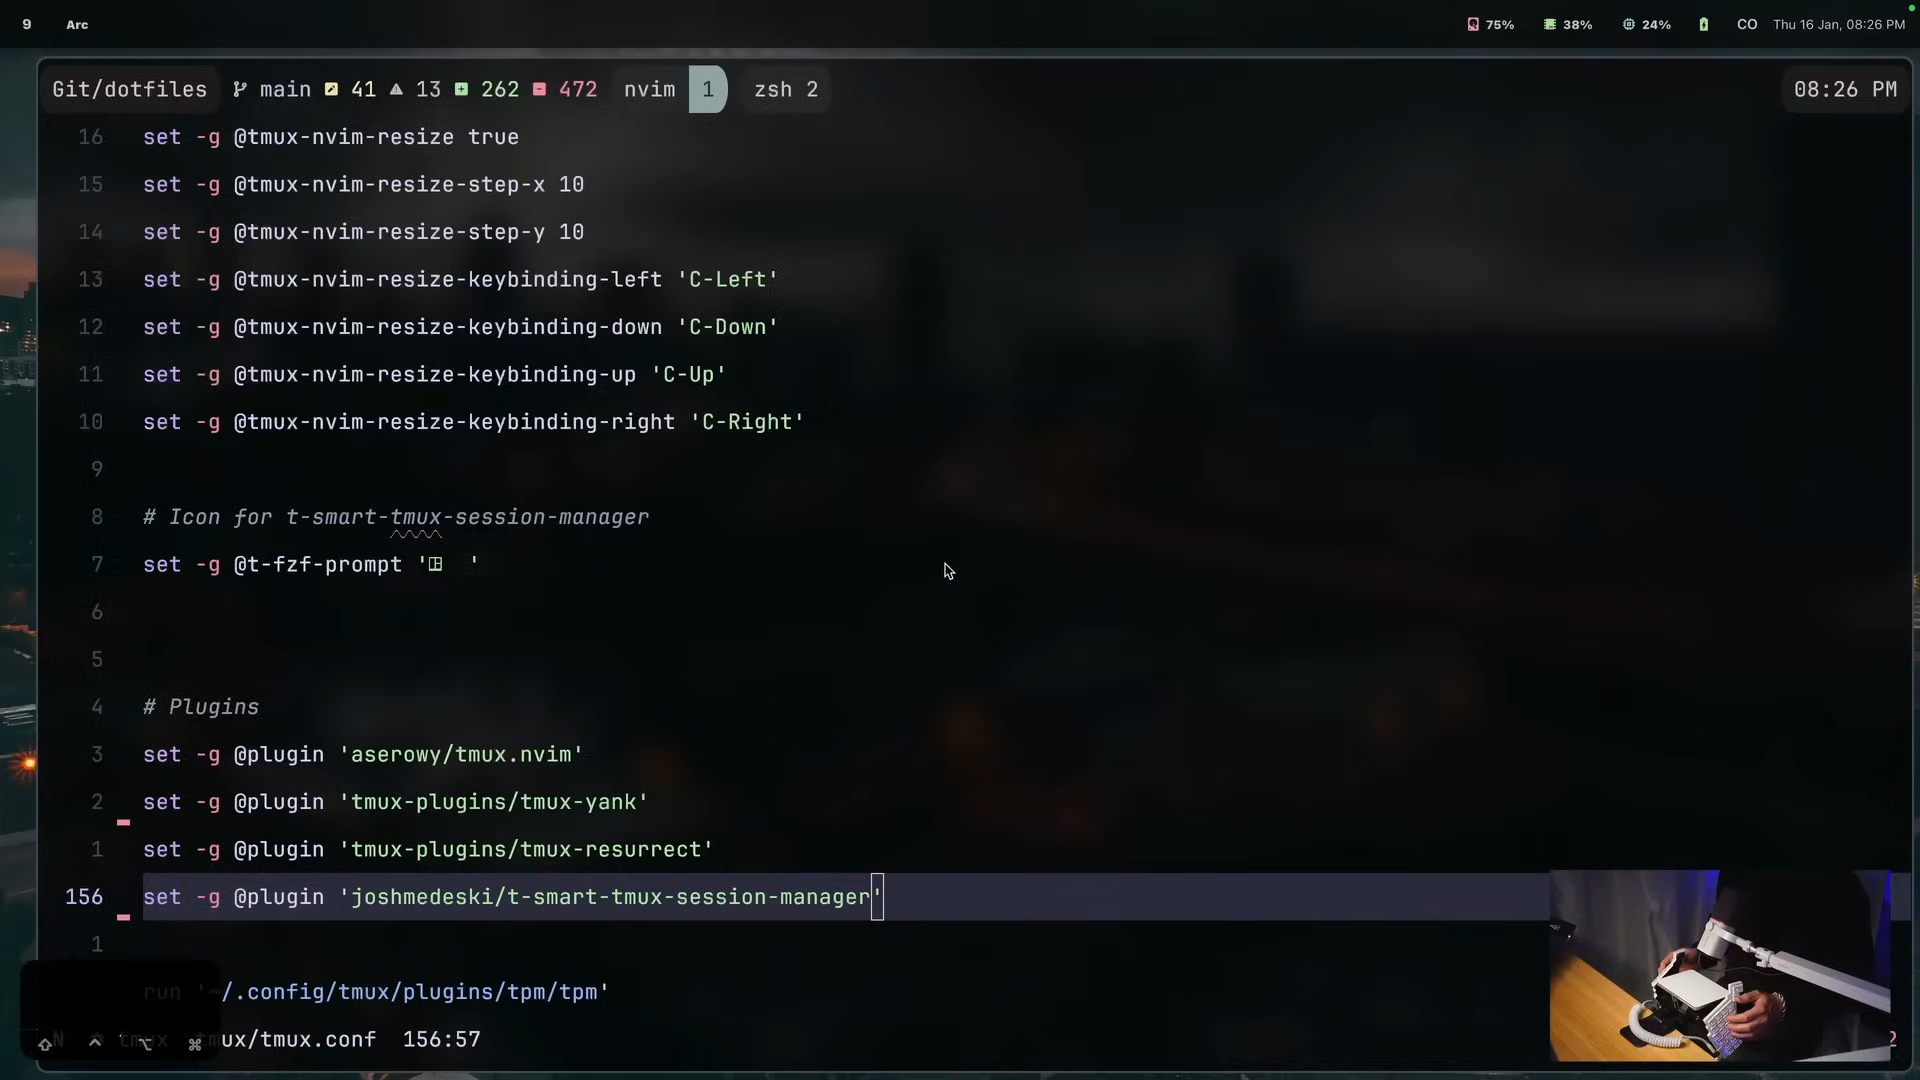 9 Arc 75% 38% 24% CO Thu 16 Jan, 08:26 PM
Git/dotfiles main 41 13 262 472 nvim 1 zsh 2 08:26 PM
16 set -g @tmux-nvim-resize true
15 set -g @tmux-nvim-resize-step-x 10
14 set -g @tmux-nvim-resize-step-y 10
13 set -g @tmux-nvim-resize-keybinding-left 'C-Left'
12 set -g @tmux-nvim-resize-keybinding-down 'C-Down'
11 set -g @tmux-nvim-resize-keybinding-up 'C-Up'
10 set -g @tmux-nvim-resize-keybinding-right 'C-Right'
9
8 # Icon for t-smart-tmux-session-manager
7 set -g @t-fzf-prompt '  '
6
5
4 # Plugins
3 set -g @plugin 'aserowy/tmux.nvim'
2 set -g @plugin 'tmux-plugins/tmux-yank'
1 set -g @plugin 'tmux-plugins/tmux-resurrect'
156 set -g @plugin 'joshmedeski/t-smart-tmux-session-manager'
1
run '~/.config/tmux/plugins/tpm/tpm'
N tmux tmux/tmux.conf 156:57